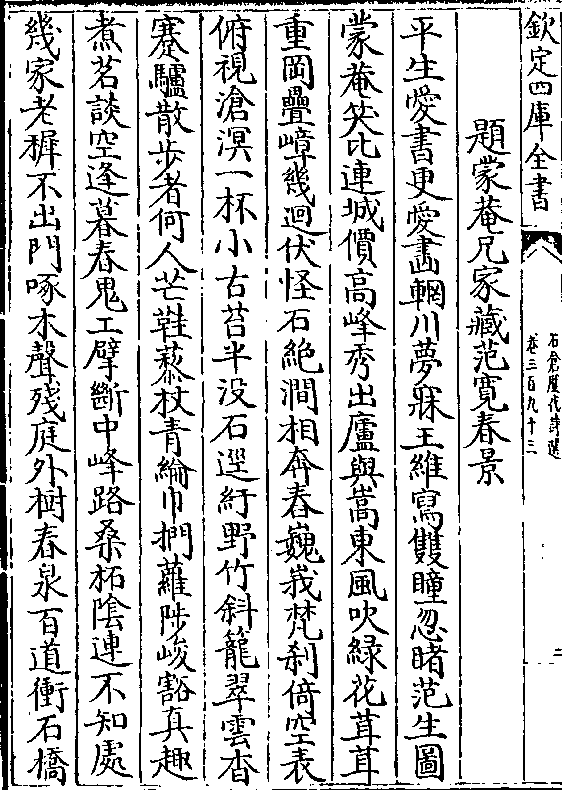 欽定四庫全書
石倉歷代詩選
卷三百九十三
二
題蒙菴兄家藏范寛春景
平生愛書更愛畫輞川夢寐王維寫雙瞳忽睹范生圖
蒙菴笑比連城價高峰秀出廬與嵩東風吹緑花茸茸
重岡疊嶂幾迴伏怪石絶澗相奔舂巍峩梵刹倚空表
俯視滄溟一杯小古苔半没石逕紆野竹斜籠翠雲杳
蹇驢散步者何人芒鞋藜杖青綸巾捫蘿陟峻豁真趣
煮茗談空逢暮春鬼工擘斷中峰路桑柘陰連不知處
幾家老穉不出門啄木聲殘庭外樹舂泉百道衝石橋